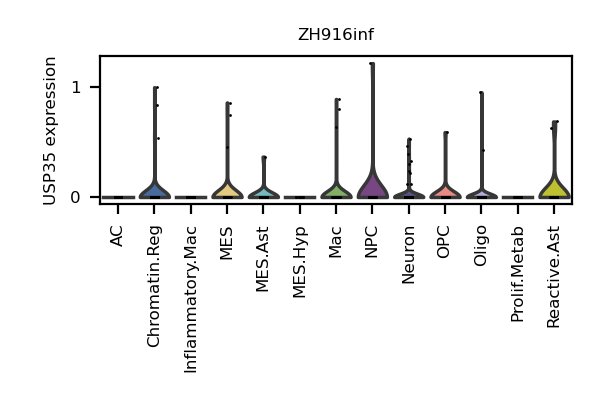 ZH916inf
USP35 expression
1
0
AC
Chromatin.Reg
Inflammatory.Mac
MES
MES.Ast
MES.Hyp
Mac
NPC
Neuron
OPC
Oligo
Prolif.Metab
Reactive.Ast